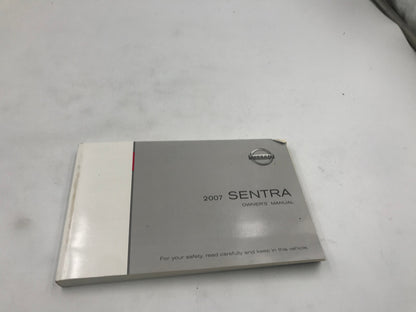 NISSAN
2007 SENTRA
OWNER'S MANUAL
For your safety, read carefully and keep in this vehicle.